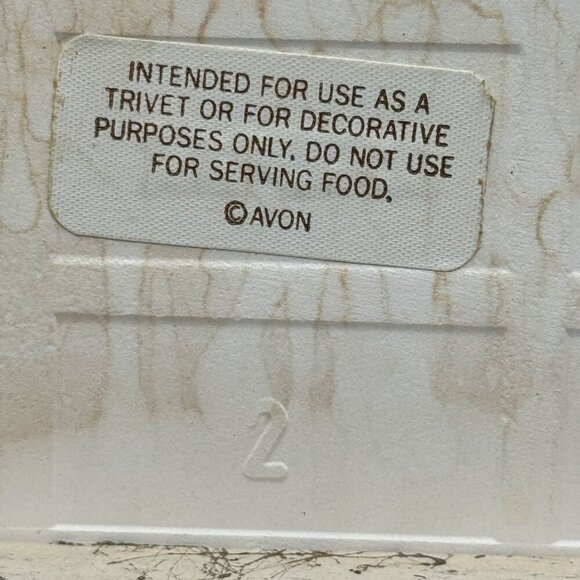 INTENDED FOR USE AS A
TRIVET OR FOR DECORATIVE
PURPOSES ONLY. DO NOT USE
FOR SERVING FOOD.
©AVON
2